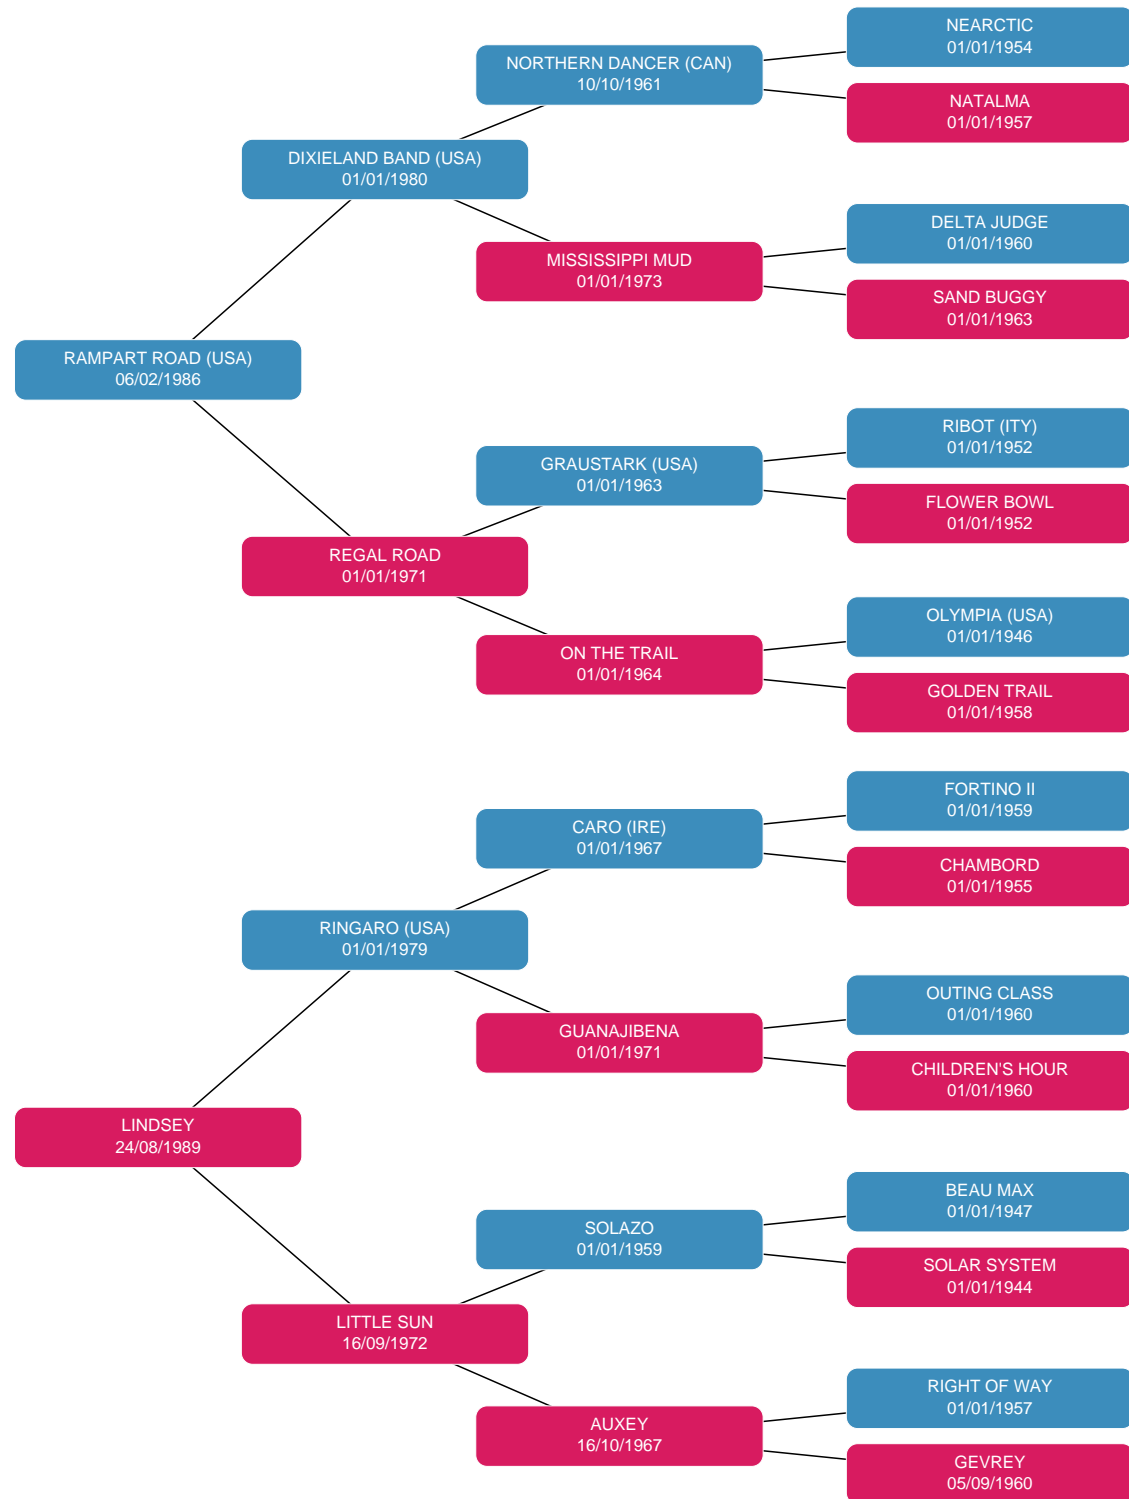 NEARCTIC
01/01/1954
NORTHERN DANCER (CAN)
10/10/1961
NATALMA
01/01/1957
DIXIELAND BAND (USA)
01/01/1980
DELTA JUDGE
01/01/1960
MISSISSIPPI MUD
01/01/1973
SAND BUGGY
01/01/1963
RAMPART ROAD (USA)
06/02/1986
RIBOT (ITY)
01/01/1952
GRAUSTARK (USA)
01/01/1963
FLOWER BOWL
01/01/1952
REGAL ROAD
01/01/1971
OLYMPIA (USA)
01/01/1946
ON THE TRAIL
01/01/1964
GOLDEN TRAIL
01/01/1958
FORTINO II
01/01/1959
CARO (IRE)
01/01/1967
CHAMBORD
01/01/1955
RINGARO (USA)
01/01/1979
OUTING CLASS
01/01/1960
GUANAJIBENA
01/01/1971
CHILDREN'S HOUR
01/01/1960
LINDSEY
24/08/1989
BEAU MAX
01/01/1947
SOLAZO
01/01/1959
SOLAR SYSTEM
01/01/1944
LITTLE SUN
16/09/1972
RIGHT OF WAY
01/01/1957
AUXEY
16/10/1967
GEVREY
05/09/1960